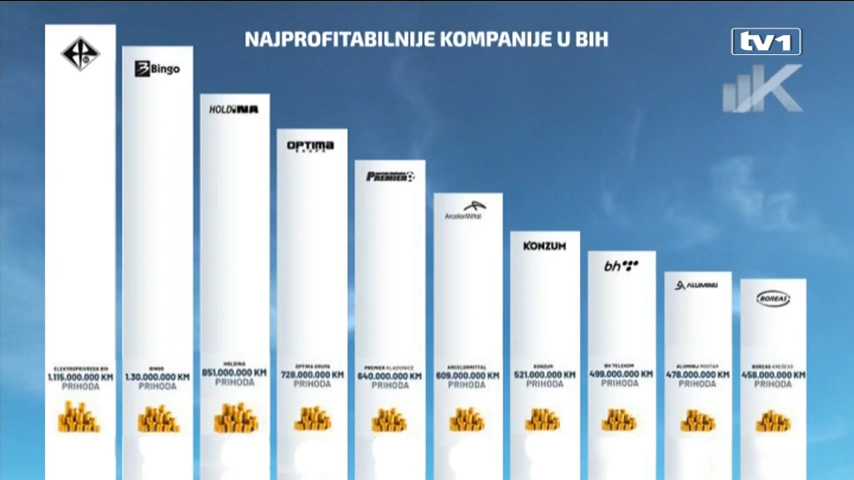 NAJPROFITABILNIJE KOMPANIJE U BIH
tv1
K
Bingo
HOLDINA
OPTIMA
GRUPA
PREMIER
ArcelorMittal
KONZUM
bh
ALUMINIJ
BOREAS
ELEKTROPRIVREDA BIH
1.115.000.000 KM
PRIHODA
BINGO
1.30.000.000 KM
PRIHODA
HOLDINA
851.000.000 KM
PRIHODA
OPTIMA GRUPA
728.000.000 KM
PRIHODA
PREMIER KLADIONICE
640.000.000 KM
PRIHODA
ARCELORMITTAL
609.000.000 KM
PRIHODA
KONZUM
521.000.000 KM
PRIHODA
BH TELEKOM
499.000.000 KM
PRIHODA
ALUMINIJ MOSTAR
478.000.000 KM
PRIHODA
BOREAS KREŠEVO
458.000.000 KM
PRIHODA